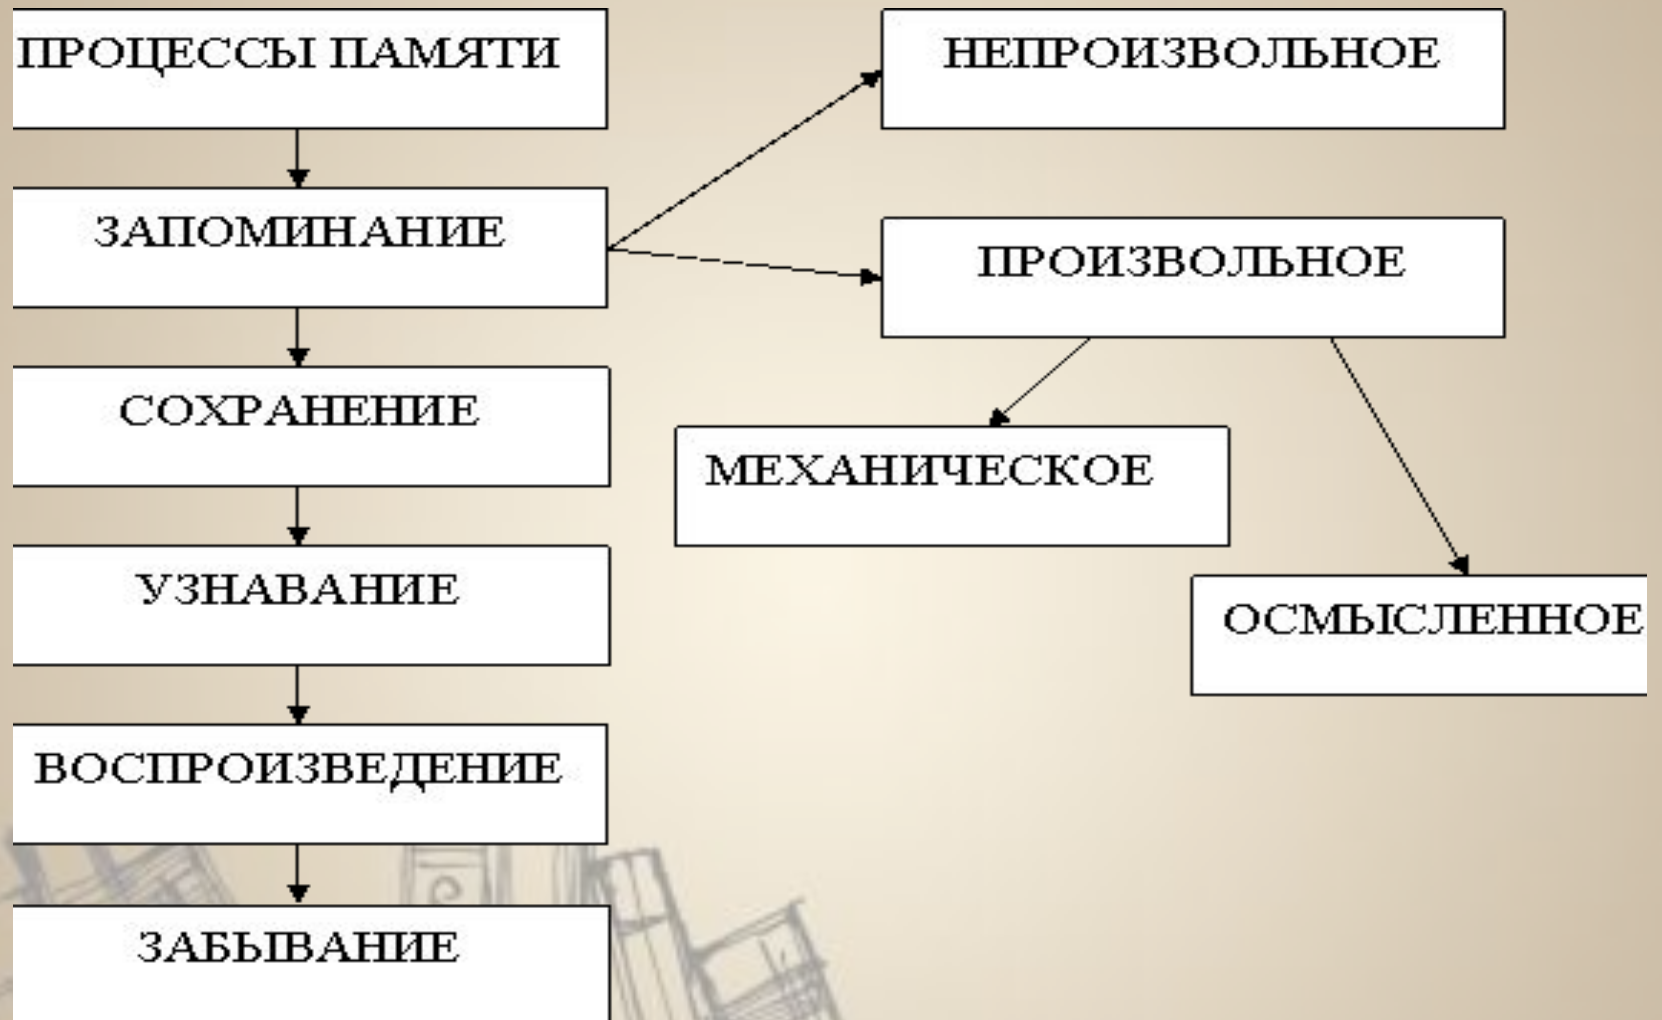 ПРОЦЕССЫ ПАМЯТИ
НЕПРОИЗВОЛЬНОЕ
ЗАПОМИНАНИЕ
ПРОИЗВОЛЬНОЕ
СОХРАНЕНИЕ
МЕХАНИЧЕСКОЕ
УЗНАВАНИЕ
ОСМЫСЛЕННОЕ
ВОСПРОИЗВЕДЕНИЕ
ЗАБЫВАНИЕ